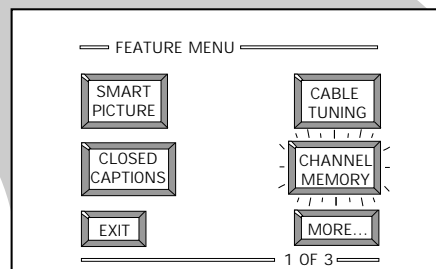 FEATURE MENU
SMART
PICTURE
CABLE
TUNING
CLOSED
CAPTIONS
CHANNEL
MEMORY
EXIT
MORE...
1 OF 3